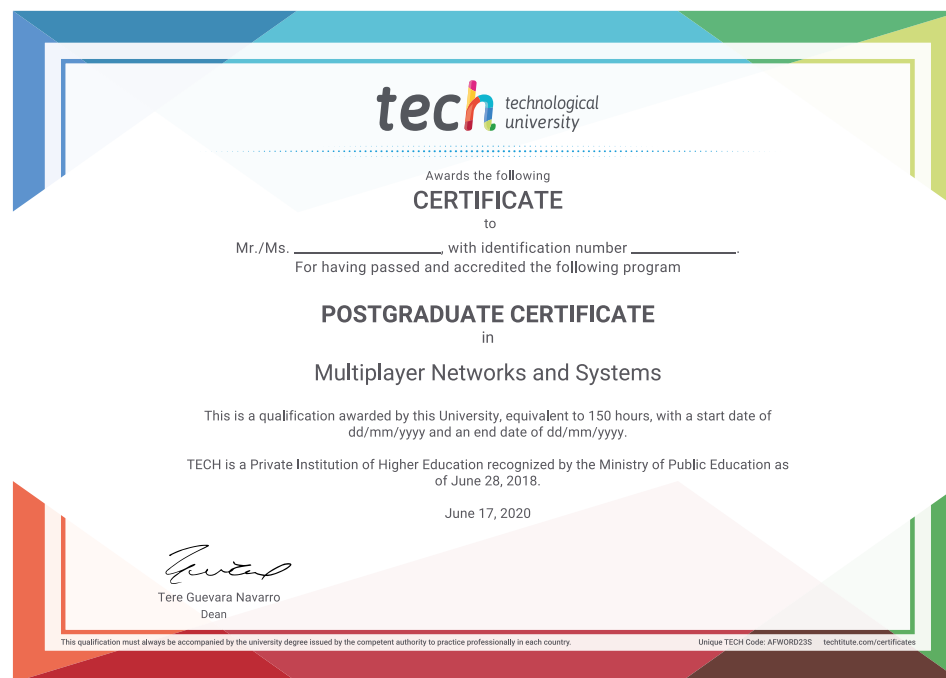 tech technological
university
Awards the following
CERTIFICATE
to
Mr./Ms. ____________________, with identification number ______________.
For having passed and accredited the following program
POSTGRADUATE CERTIFICATE
in
Multiplayer Networks and Systems
This is a qualification awarded by this University, equivalent to 150 hours, with a start date of
dd/mm/yyyy and an end date of dd/mm/yyyy.
TECH is a Private Institution of Higher Education recognized by the Ministry of Public Education as
of June 28, 2018.
June 17, 2020
Tere Guevara Navarro
Dean
This qualification must always be accompanied by the university degree issued by the competent authority to practice professionally in each country. Unique TECH Code: AFWORD23S techtitute.com/certificates